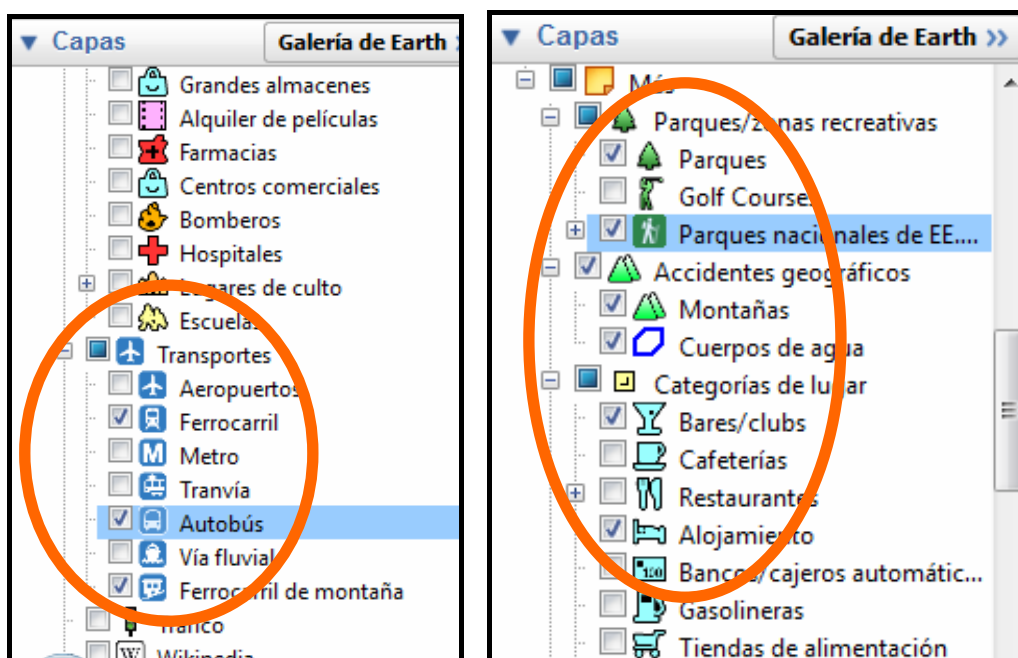 Capas
Galería de Earth
Grandes almacenes
Alquiler de películas
Farmacias
Centros comerciales
Bomberos
Hospitales
Lugares de culto
Escuelas
Transportes
Aeropuertos
Ferrocarril
M Metro
Tranvía
Autobús
Vía fluvial
Ferrocarril de montaña
Tráfico
W Wikipedia
Capas
Galería de Earth >>
Más
Parques/zonas recreativas
Parques
Golf Courses
Parques nacionales de EE....
Accidentes geográficos
Montañas
Cuerpos de agua
Categorías de lugar
Bares/clubs
Cafeterías
Restaurantes
Alojamiento
Bancos/cajeros automátic...
Gasolineras
Tiendas de alimentación